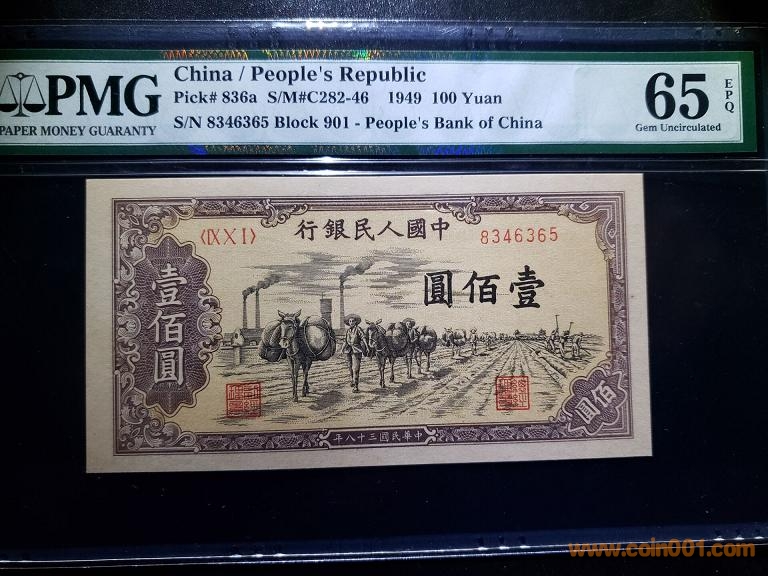 PMG
PAPER MONEY GUARANTY
China / People's Republic
Pick# 836a S/M#C282-46 1949 100 Yuan
S/N 8346365 Block 901 - People's Bank of China
65 EPQ
Gem Uncirculated
行銀民人國中
〈IX X I〉
8346365
圓佰壹
壹佰圓
佰圓
年八十三國民華中
www.coin001.com